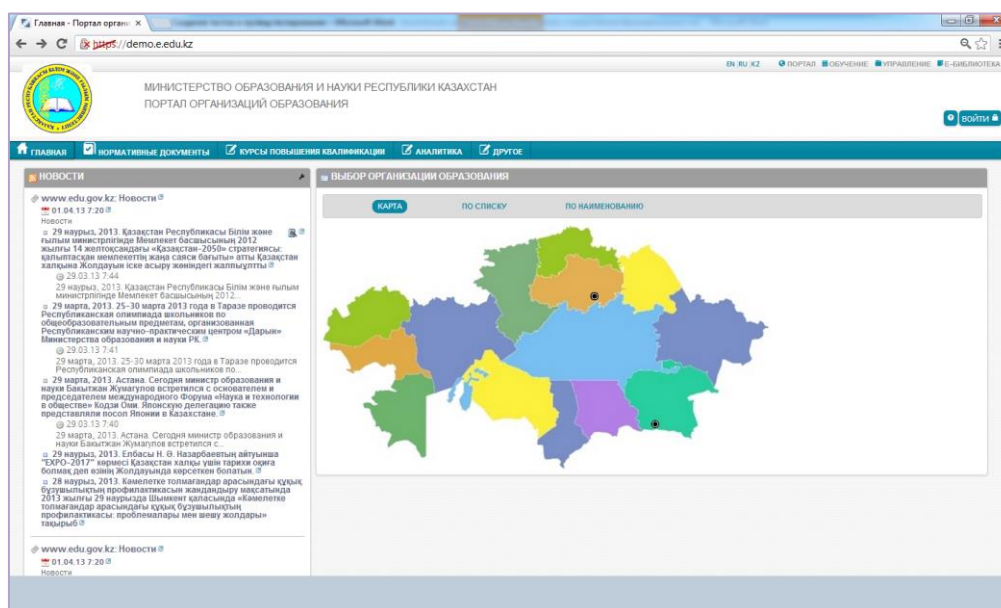 Главная - Портал органи
https://demo.e.edu.kz
EN RU KZ ПОРТАЛ ОБУЧЕНИЕ УПРАВЛЕНИЕ Е-БИБЛИОТЕКА
МИНИСТЕРСТВО ОБРАЗОВАНИЯ И НАУКИ РЕСПУБЛИКИ КАЗАХСТАН
ПОРТАЛ ОРГАНИЗАЦИЙ ОБРАЗОВАНИЯ
ВОЙТИ
ГЛАВНАЯ НОРМАТИВНЫЕ ДОКУМЕНТЫ КУРСЫ ПОВЫШЕНИЯ КВАЛИФИКАЦИИ АНАЛИТИКА ДРУГОЕ
НОВОСТИ
www.edu.gov.kz: Новости
01.04.13 7:20
Новости
29 наурыз, 2013. Қазақстан Республикасы Білім және
ғылым министрлігінде Мемлекет басшысының 2012
жылғы 14 желтоқсандағы «Қазақстан-2050» стратегиясы:
қалыптасқан мемлекеттің жаңа саяси бағыты» атты Қазақстан
халқына Жолдауын іске асыру жөніндегі жалпыұлтты
29.03.13 7:44
29 наурыз, 2013. Қазақстан Республикасы Білім және ғылым
министрлігінде Мемлекет басшысының 2012...
29 марта, 2013. 25-30 марта 2013 года в Таразе проводится
Республиканская олимпиада школьников по
общеобразовательным предметам, организованная
Республиканским научно-практическим центром «Дарын»
Министерства образования и науки РК.
29.03.13 7:41
29 марта, 2013. 25-30 марта 2013 года в Таразе проводится
Республиканская олимпиада школьников по...
29 марта, 2013. Астана. Сегодня министр образования и
науки Бакытжан Жумагулов встретился с основателем и
председателем международного Форума «Наука и технологии
в обществе» Кодзи Оми. Японскую делегацию также
представляли посол Японии в Казахстане.
29.03.13 7:40
29 марта, 2013. Астана. Сегодня министр образования и
науки Бакытжан Жумагулов встретился с...
29 наурыз, 2013. Елбасы Н. Ә. Назарбаевтың айтуынша
"EXPO-2017" көрмесі Қазақстан халқы үшін тарихи оқиға
болмақ деп өзінің Жолдауында көрсеткен болатын.
28 наурыз, 2013. Кәмелетке толмағандар арасындағы құқық
бұзушылықтың профилактикасын жандандыру мақсатында
2013 жылғы 29 наурызда Шымкент қаласында «Кәмелетке
толмағандар арасындағы құқық бұзушылықтың
профилактикасы: проблемалары мен шешу жолдары»
тақырыб
www.edu.gov.kz: Новости
01.04.13 7:20
Новости
ВЫБОР ОРГАНИЗАЦИИ ОБРАЗОВАНИЯ
КАРТА ПО СПИСКУ ПО НАИМЕНОВАНИЮ